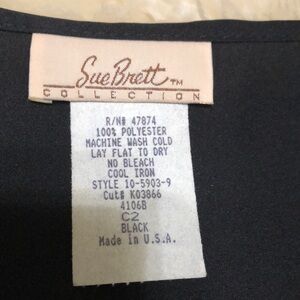 Sue Brett ™
COLLECTION
R/N# 47874
100% POLYESTER
MACHINE WASH COLD
LAY FLAT TO DRY
NO BLEACH
COOL IRON
STYLE 10-5903-9
Cut# K03866
4106B
C2
BLACK
Made in U.S.A.